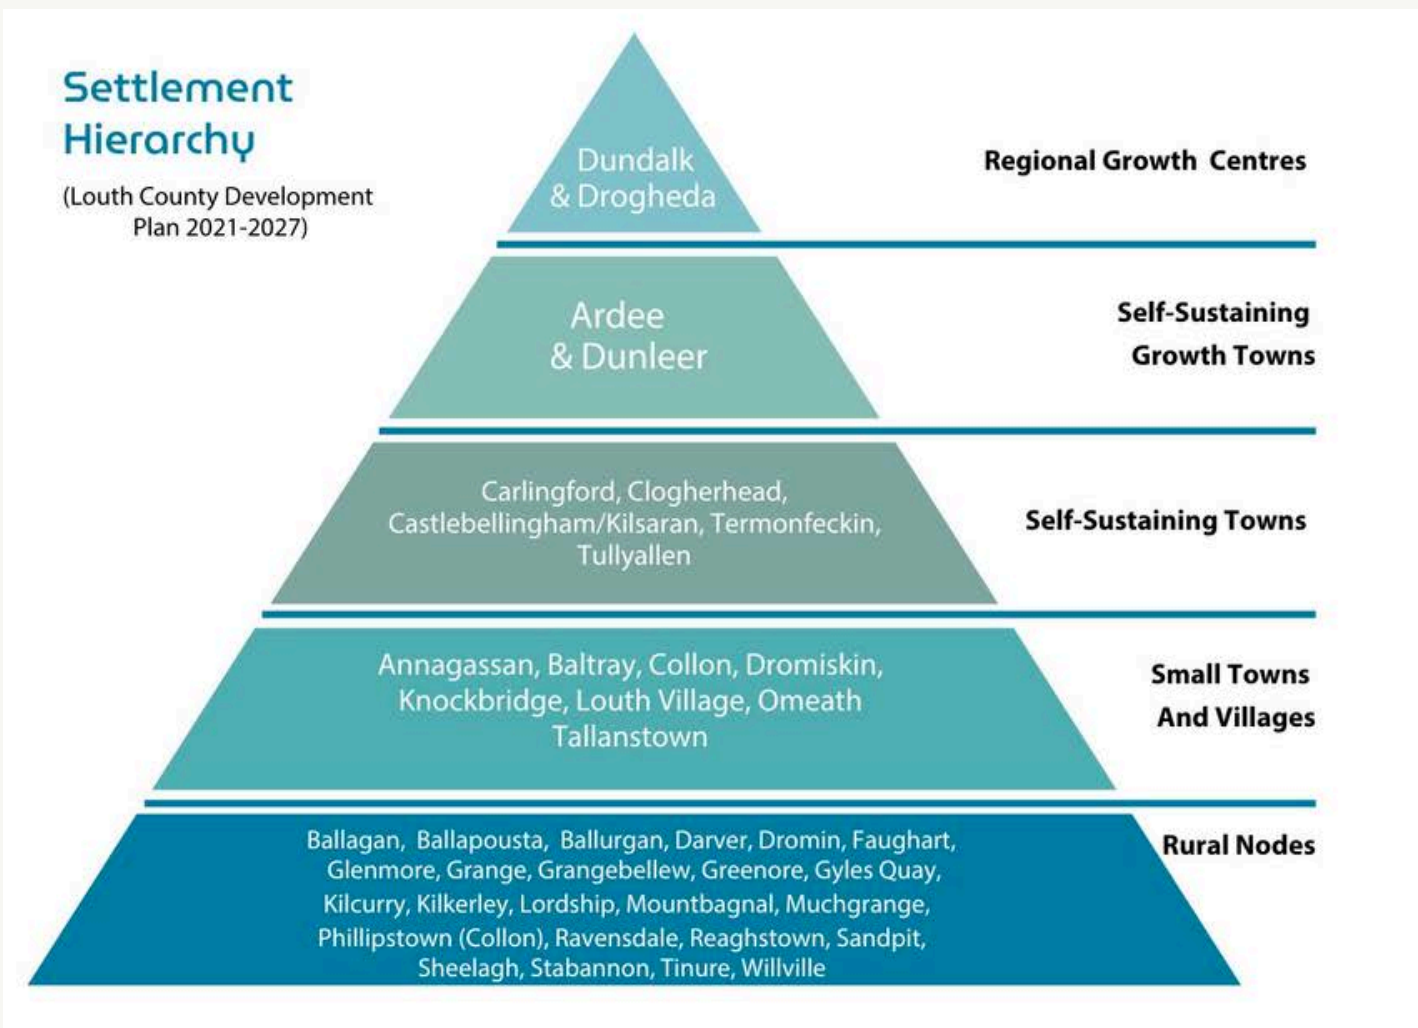 Settlement
Hierarchy
(Louth County Development
Plan 2021-2027)
Dundalk
& Drogheda
Regional Growth Centres
Ardee
& Dunleer
Self-Sustaining
Growth Towns
Carlingford, Clogherhead,
Castlebellingham/Kilsaran, Termonfeckin,
Tullyallen
Self-Sustaining Towns
Annagassan, Baltray, Collon, Dromiskin,
Knockbridge, Louth Village, Omeath
Tallanstown
Small Towns
And Villages
Ballagan, Ballapousta, Ballurgan, Darver, Dromin, Faughart,
Glenmore, Grange, Grangebellew, Greenore, Gyles Quay,
Kilcurry, Kilkerley, Lordship, Mountbagnal, Muchgrange,
Phillipstown (Collon), Ravensdale, Reaghstown, Sandpit,
Sheelagh, Stabannon, Tinure, Willville
Rural Nodes